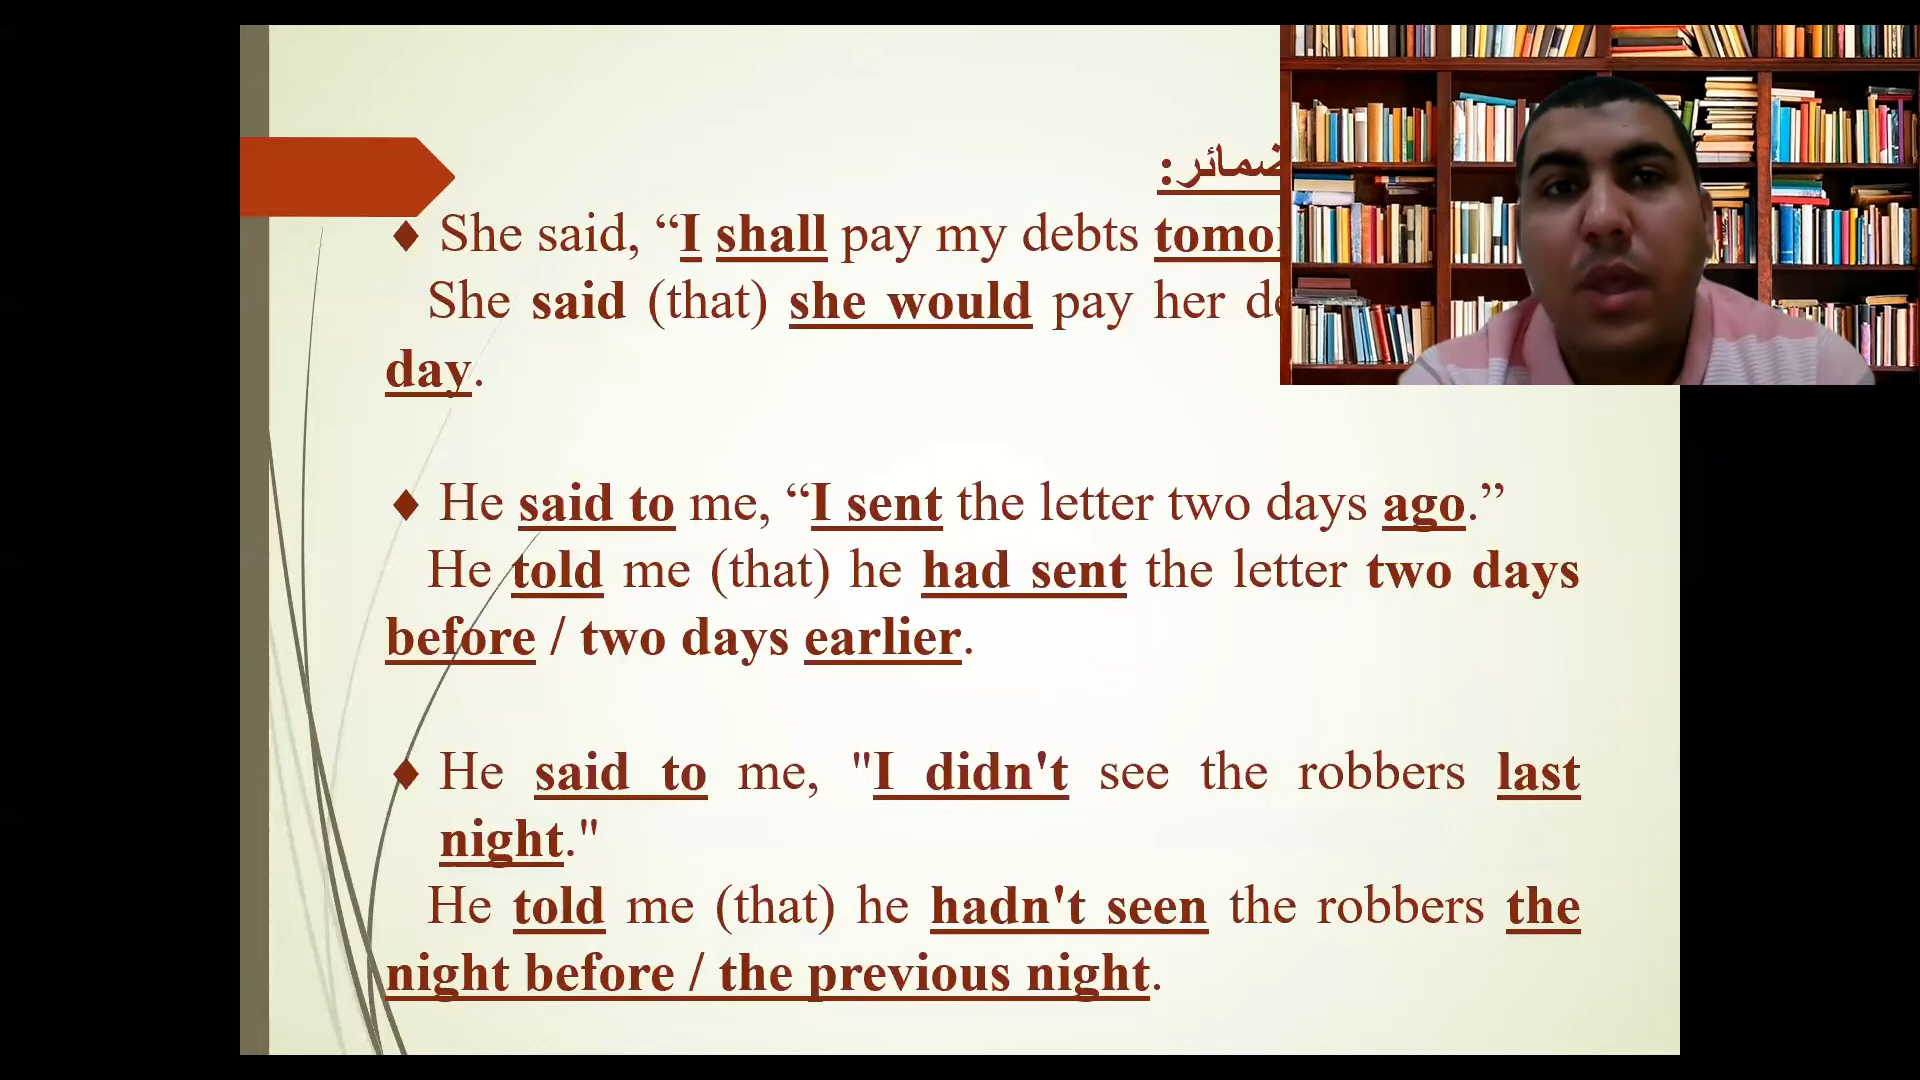 ضمائر:
♦ She said, “I shall pay my debts
She said (that) she would pay her
day.
♦ He said to me, “I sent the letter two days ago.”
He told me (that) he had sent the letter two days
before / two days earlier.
♦ He said to me, "I didn't see the robbers last
night."
He told me (that) he hadn't seen the robbers the
night before / the previous night.